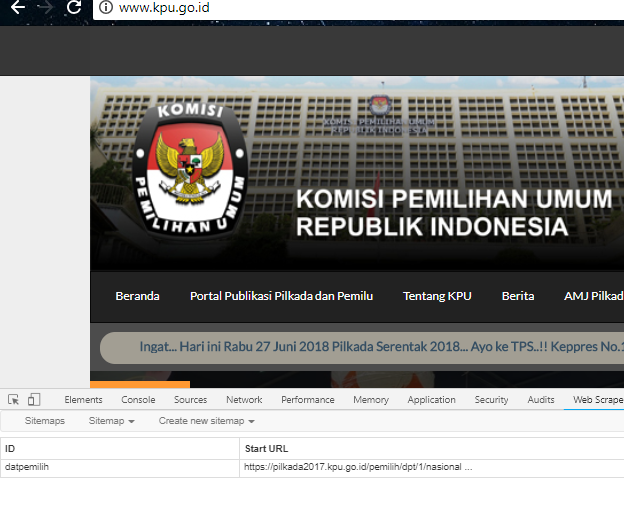 www.kpu.go.id
KOMISI
PEMILIHAN UMUM
KOMISI PEMILIHAN UMUM
REPUBLIK INDONESIA
KOMISI PEMILIHAN UMUM
REPUBLIK INDONESIA
Beranda Portal Publikasi Pilkada dan Pemilu Tentang KPU Berita AMJ Pilkad
Ingat... Hari ini Rabu 27 Juni 2018 Pilkada Serentak 2018... Ayo ke TPS..!! Keppres No.1
Elements Console Sources Network Performance Memory Application Security Audits Web Scrape
Sitemaps Sitemap Create new sitemap
ID Start URL
datpemilih https://pilkada2017.kpu.go.id/pemilih/dpt/1/nasional ...